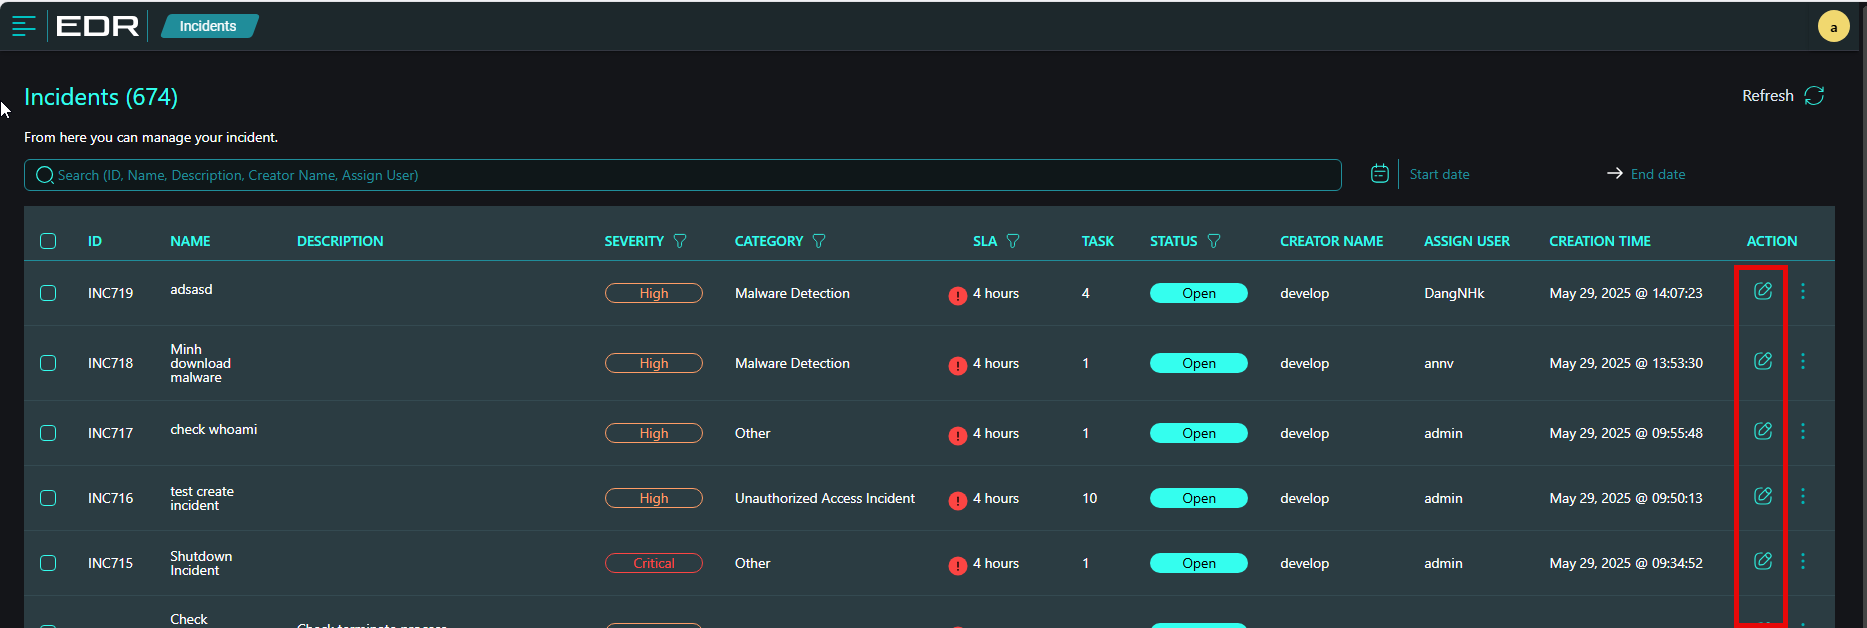 EDR
Incidents
a
Incidents (674)
Refresh
From here you can manage your incident.
Search (ID, Name, Description, Creator Name, Assign User)
Start date
End date
ID NAME DESCRIPTION SEVERITY CATEGORY SLA TASK STATUS CREATOR NAME ASSIGN USER CREATION TIME ACTION
INC719 adsasd High Malware Detection ! 4 hours 4 Open develop DangNHk May 29, 2025 @ 14:07:23
INC718 Minh
download
malware High Malware Detection ! 4 hours 1 Open develop annv May 29, 2025 @ 13:53:30
INC717 check whoami High Other ! 4 hours 1 Open develop admin May 29, 2025 @ 09:55:48
INC716 test create
incident High Unauthorized Access Incident ! 4 hours 10 Open develop admin May 29, 2025 @ 09:50:13
INC715 Shutdown
Incident Critical Other ! 4 hours 1 Open develop admin May 29, 2025 @ 09:34:52
Check
Check terminate process